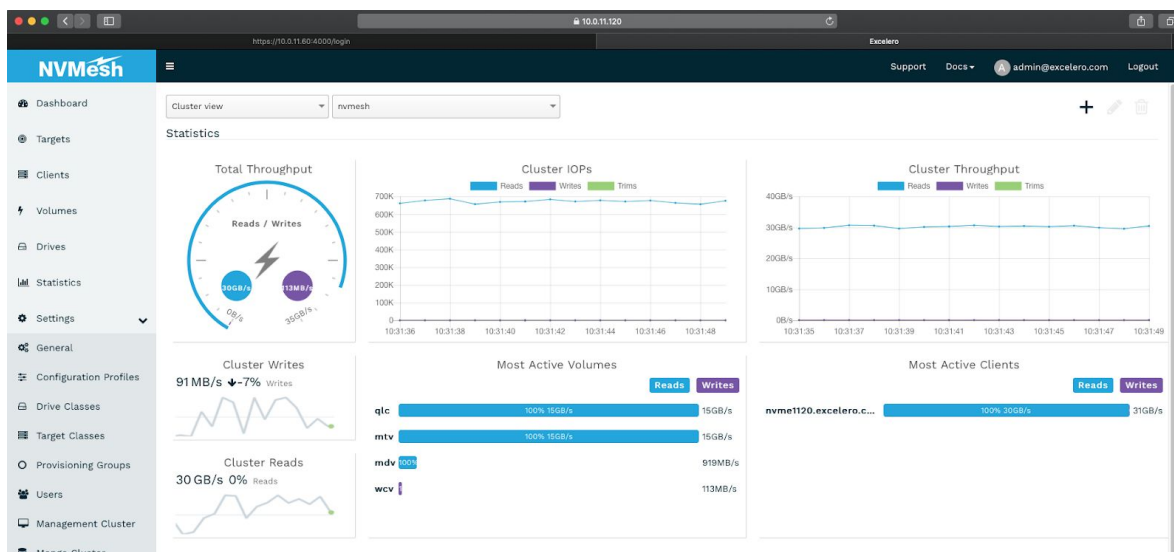 10.0.11.120
https://10.0.11.60:4000/login
Excelero
NVMesh
Support Docs A admin@excelero.com Logout
Dashboard
Targets
Clients
Volumes
Drives
Statistics
Settings
General
Configuration Profiles
Drive Classes
Target Classes
Provisioning Groups
Users
Management Cluster
Mongo Cluster
Cluster view
nvmesh
Statistics
Total Throughput
Reads / Writes
30GB/s
113MB/s
0B/s
35GB/s
Cluster IOPs
Reads Writes Trims
700K
600K
500K
400K
300K
200K
100K
0
10:31:36 10:31:38 10:31:40 10:31:42 10:31:44 10:31:46 10:31:48
Cluster Throughput
Reads Writes Trims
40GB/s
30GB/s
20GB/s
10GB/s
0B/s
10:31:35 10:31:37 10:31:39 10:31:41 10:31:43 10:31:45 10:31:47 10:31:49
Cluster Writes
91 MB/s -7% Writes
Cluster Reads
30 GB/s 0% Reads
Most Active Volumes
Reads Writes
qlc 100% 15GB/s 15GB/s
mtv 100% 15GB/s 15GB/s
mdv 100% 919MB/s
wcv 113MB/s
Most Active Clients
Reads Writes
nvme1120.excelero.c... 100% 30GB/s 31GB/s